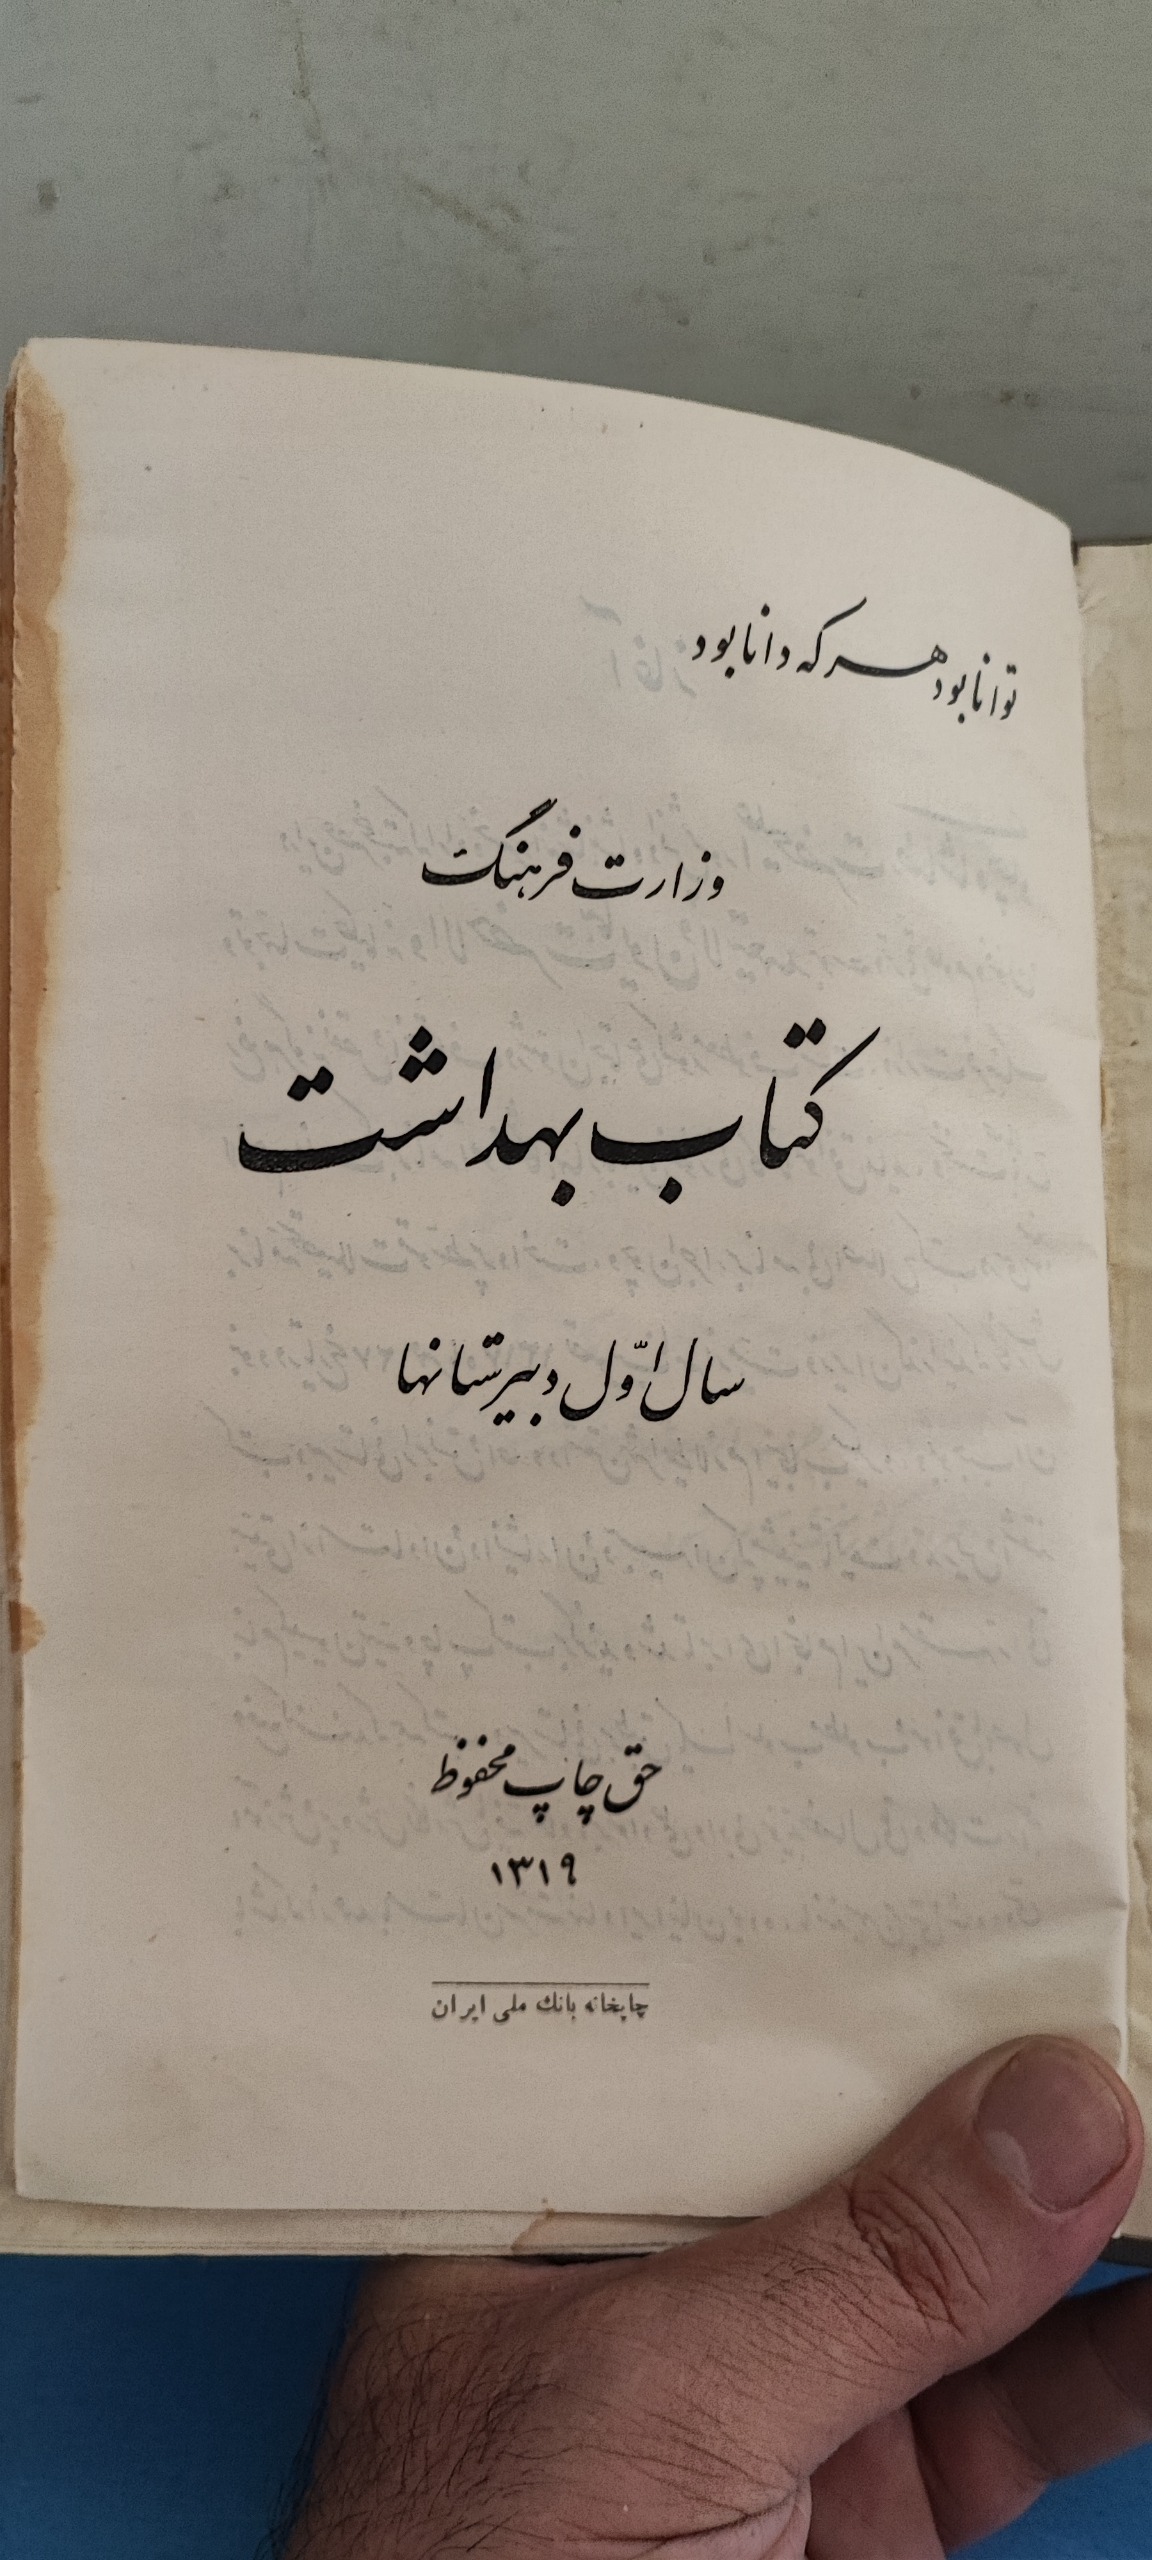 توانا بود هر که دانا بود
وزارت فرهنگ
کتاب بهداشت
سال اوّل دبیرستانها
حق چاپ محفوظ
۱۳۱۹
چاپخانه بانك ملی ایران